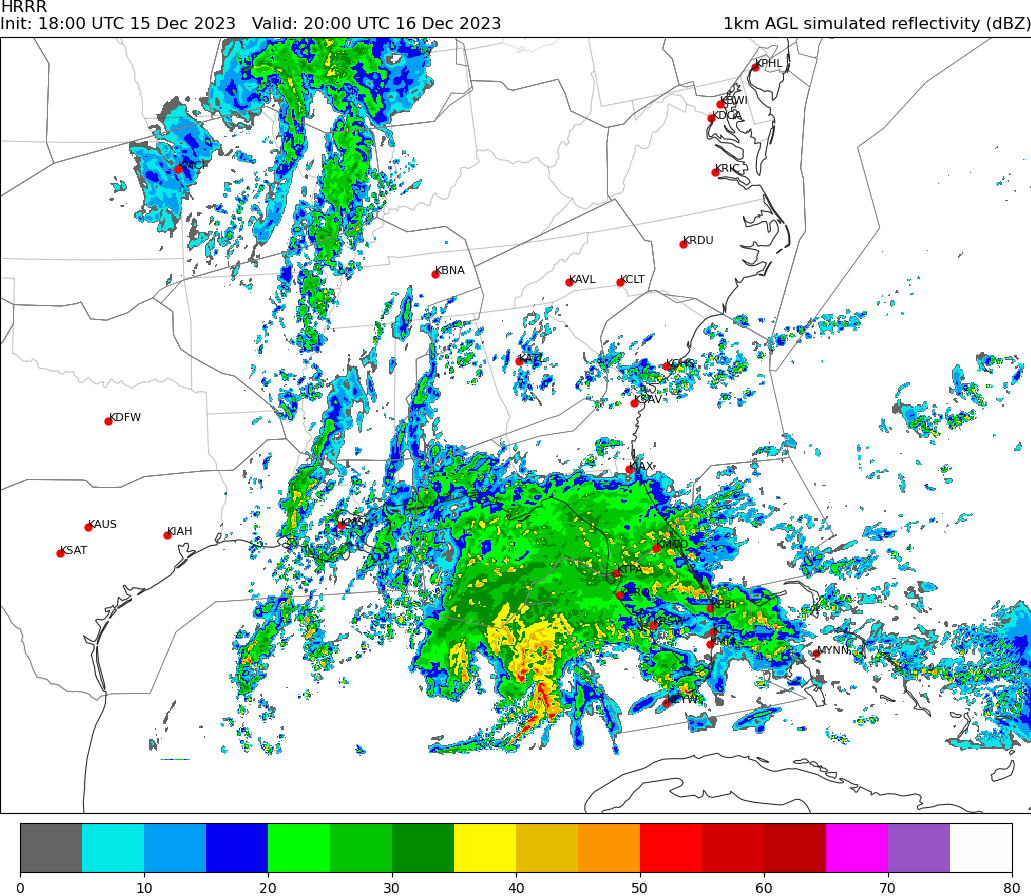 HRRR
Init: 18:00 UTC 15 Dec 2023 Valid: 20:00 UTC 16 Dec 2023 1km AGL simulated reflectivity (dBZ)
KPHL
KBWI
KDCA
KMCI
KRIC
KRDU
KBNA
KAVL KCLT
KATL
KCHS
KSAV
KDFW
KJAX
KMSY
KAUS
KIAH
KSAT
KTPA
KPBI
KRSW
MYNN
0 10 20 30 40 50 60 70 80